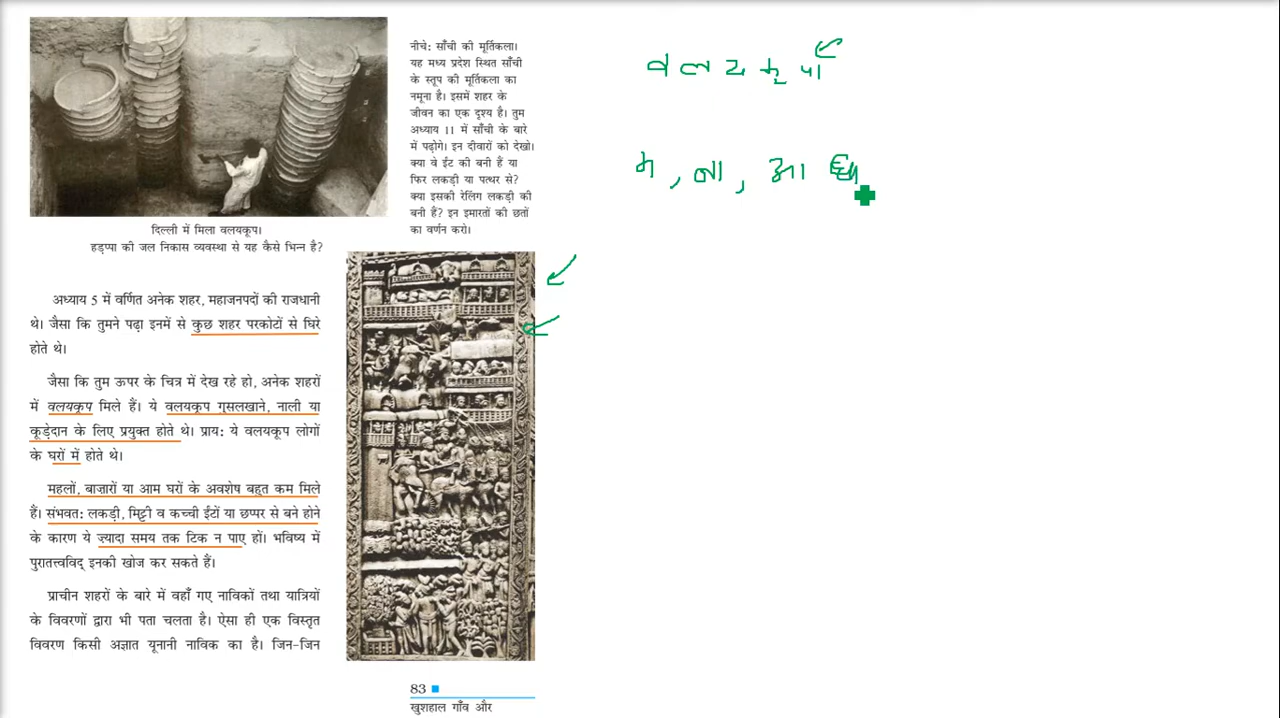 नीचे: साँची की मूर्तिकला।
यह मध्य प्रदेश स्थित साँची
के स्तूप की मूर्तिकला का
नमूना है। इसमें शहर के
जीवन का एक दृश्य है। तुम
अध्याय 11 में साँची के बारे
में पढ़ोगे। इन दीवारों को देखो।
क्या वे ईंट की बनी हैं या
फिर लकड़ी या पत्थर से?
क्या इसकी रेलिंग लकड़ी की
बनी हैं? इन इमारतों की छतों
का वर्णन करो।
दिल्ली में मिला वलयकूप।
हड़प्पा की जल निकास व्यवस्था से यह कैसे भिन्न है?
अध्याय 5 में वर्णित अनेक शहर, महाजनपदों की राजधानी
थे। जैसा कि तुमने पढ़ा इनमें से कुछ शहर परकोटों से घिरे
होते थे।
जैसा कि तुम ऊपर के चित्र में देख रहे हो, अनेक शहरों
में वलयकूप मिले हैं। ये वलयकूप गुसलखाने, नाली या
कूड़ेदान के लिए प्रयुक्त होते थे। प्राय: ये वलयकूप लोगों
के घरों में होते थे।
महलों, बाज़ारों या आम घरों के अवशेष बहुत कम मिले
हैं। संभवत: लकड़ी, मिट्टी व कच्ची ईंटों या छप्पर से बने होने
के कारण ये ज़्यादा समय तक टिक न पाए हों। भविष्य में
पुरातत्त्वविद् इनकी खोज कर सकते हैं।
प्राचीन शहरों के बारे में वहाँ गए नाविकों तथा यात्रियों
के विवरणों द्वारा भी पता चलता है। ऐसा ही एक विस्तृत
विवरण किसी अज्ञात यूनानी नाविक का है। जिन-जिन
83
खुशहाल गाँव और
वलयकूप